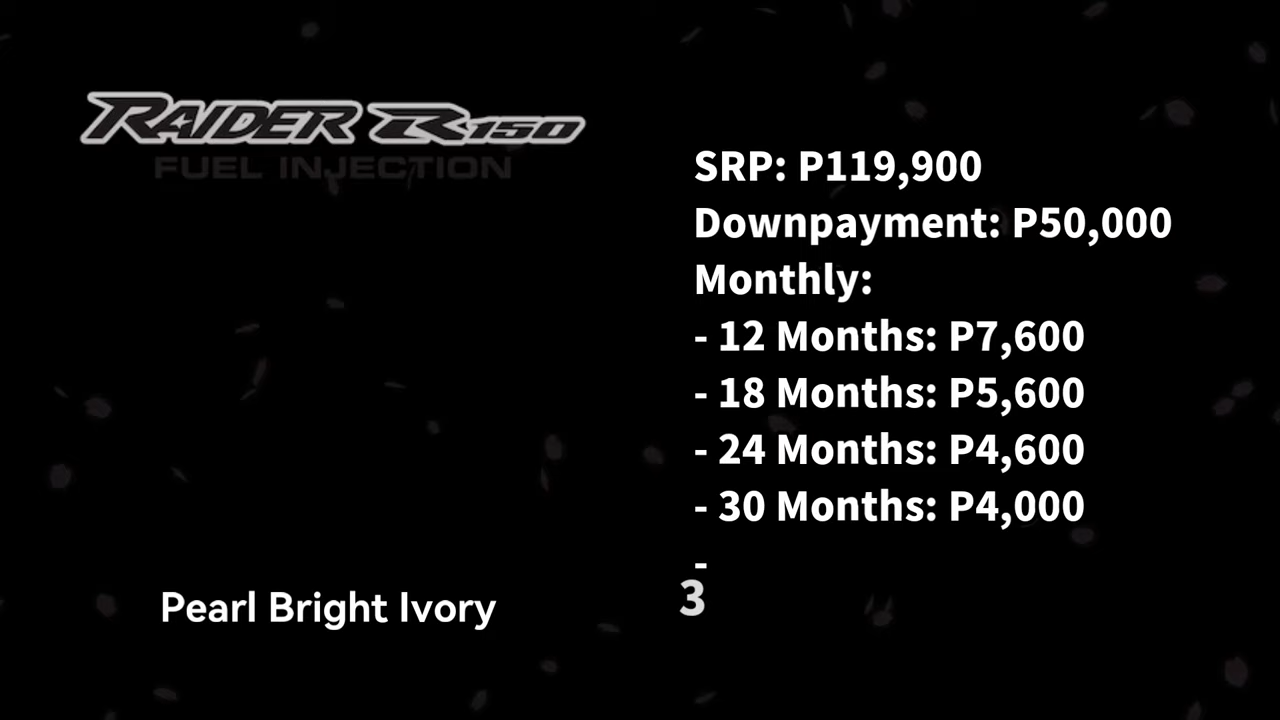 RAIDER R150
FUEL INJECTION
SRP: P119,900
Downpayment: P50,000
Monthly:
- 12 Months: P7,600
- 18 Months: P5,600
- 24 Months: P4,600
- 30 Months: P4,000
-
3
Pearl Bright Ivory